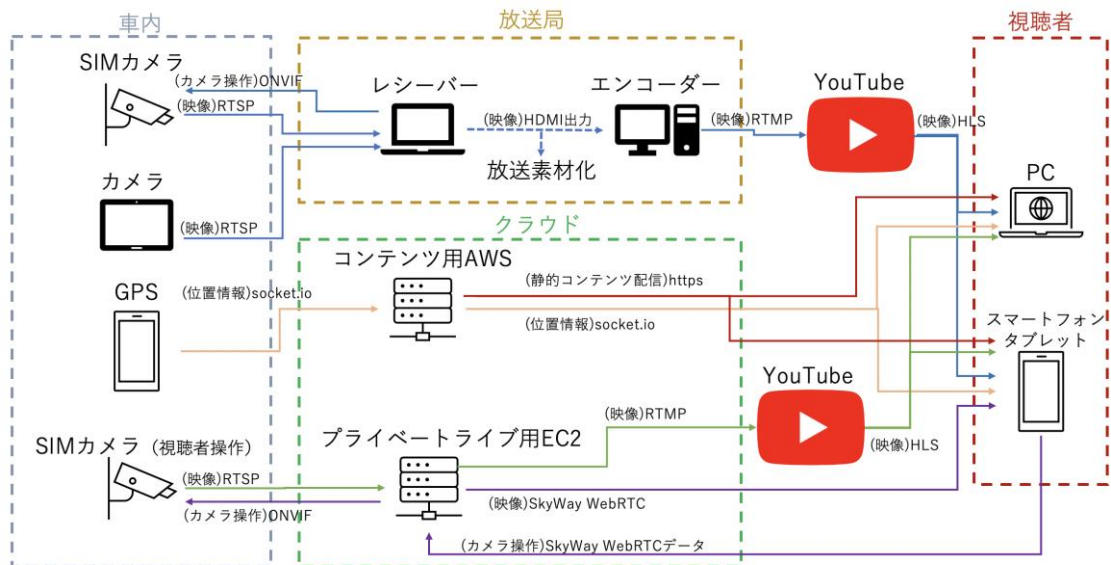 車内
放送局
視聴者
SIMカメラ
(カメラ操作)ONVIF
(映像)RTSP
レシーバー
(映像)HDMI出力
放送素材化
エンコーダー
(映像)RTMP
YouTube
(映像)HLS
PC
カメラ
(映像)RTSP
クラウド
コンテンツ用AWS
GPS
(位置情報)socket.io
(静的コンテンツ配信)https
(位置情報)socket.io
スマートフォン
タブレット
YouTube
(映像)RTMP
(映像)HLS
SIMカメラ (視聴者操作)
(映像)RTSP
(カメラ操作)ONVIF
プライベートライブ用EC2
(映像)SkyWay WebRTC
(カメラ操作)SkyWay WebRTCデータ